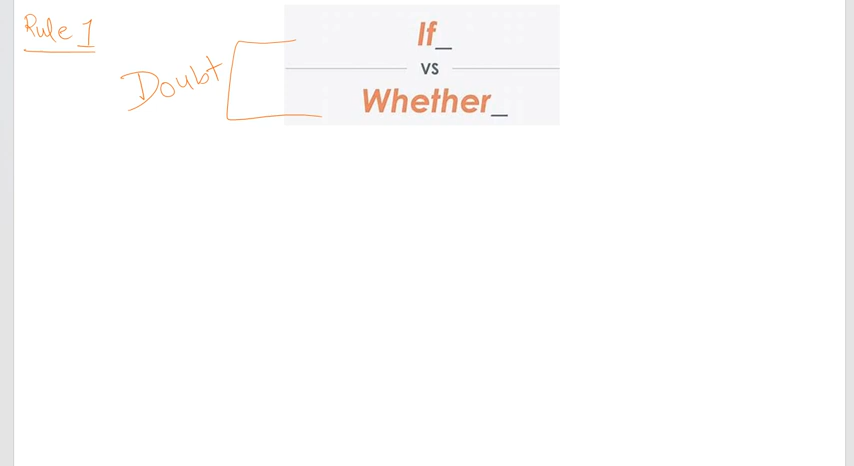 Rule 1
If_
vs
Doubt
Whether_